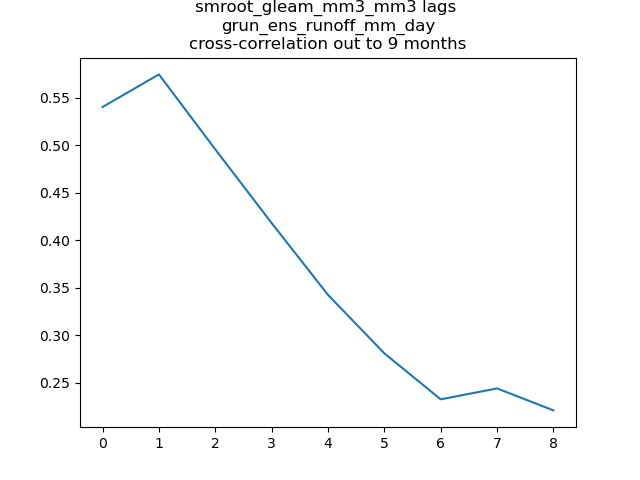 smroot_gleam_mm3_mm3 lags
grun_ens_runoff_mm_day
cross-correlation out to 9 months
0.55
0.50
0.45
0.40
0.35
0.30
0.25
0 1 2 3 4 5 6 7 8